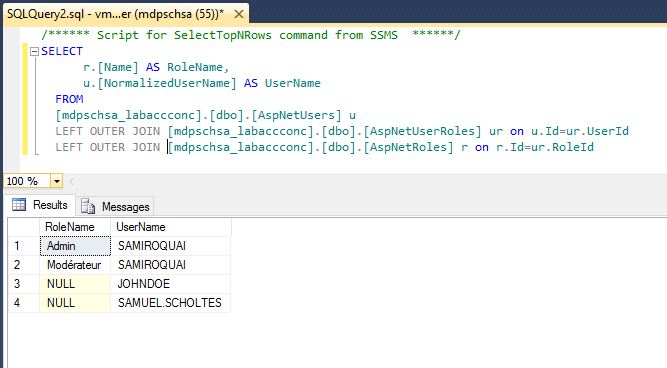 SQLQuery2.sql - vm...er (mdpschsa (55))*
/****** Script for SelectTopNRows command from SSMS ******/
SELECT
r.[Name] AS RoleName,
u.[NormalizedUserName] AS UserName
FROM
[mdpschsa_labaccconc].[dbo].[AspNetUsers] u
LEFT OUTER JOIN [mdpschsa_labaccconc].[dbo].[AspNetUserRoles] ur on u.Id=ur.UserId
LEFT OUTER JOIN [mdpschsa_labaccconc].[dbo].[AspNetRoles] r on r.Id=ur.RoleId
100 %
Results Messages
RoleName UserName
1 Admin SAMIROQUAI
2 Modérateur SAMIROQUAI
3 NULL JOHNDOE
4 NULL SAMUEL.SCHOLTES